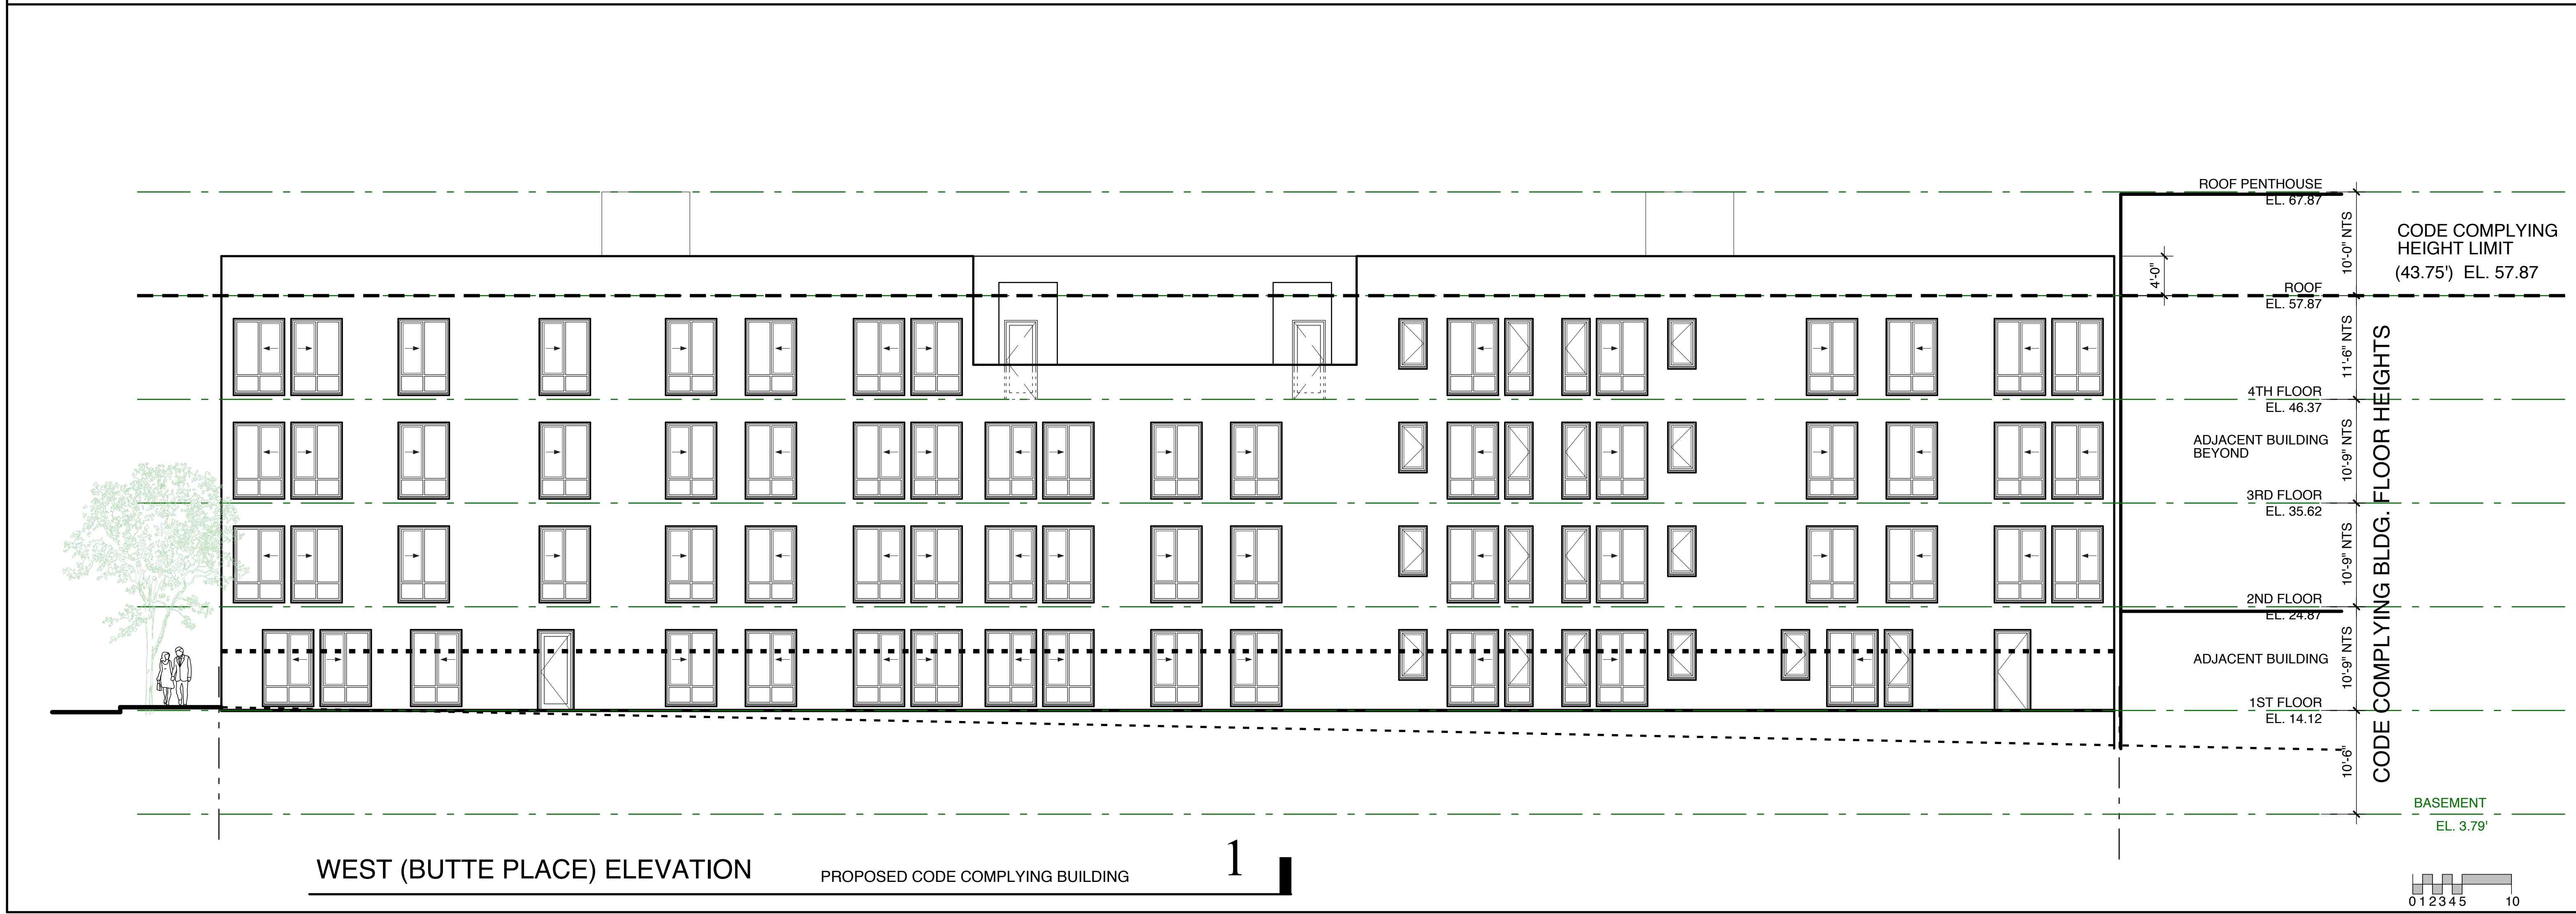 ROOF PENTHOUSE
EL. 67.87
10'-0" NTS
CODE COMPLYING
HEIGHT LIMIT
(43.75') EL. 57.87
4'-0"
ROOF
EL. 57.87
11'-6" NTS
4TH FLOOR
EL. 46.37
ADJACENT BUILDING
BEYOND
10'-9" NTS
3RD FLOOR
EL. 35.62
10'-9" NTS
2ND FLOOR
EL. 24.87
ADJACENT BUILDING
10'-9" NTS
1ST FLOOR
EL. 14.12
10'-6"
CODE COMPLYING BLDG. FLOOR HEIGHTS
BASEMENT
EL. 3.79'
WEST (BUTTE PLACE) ELEVATION PROPOSED CODE COMPLYING BUILDING 1
0 1 2 3 4 5 10